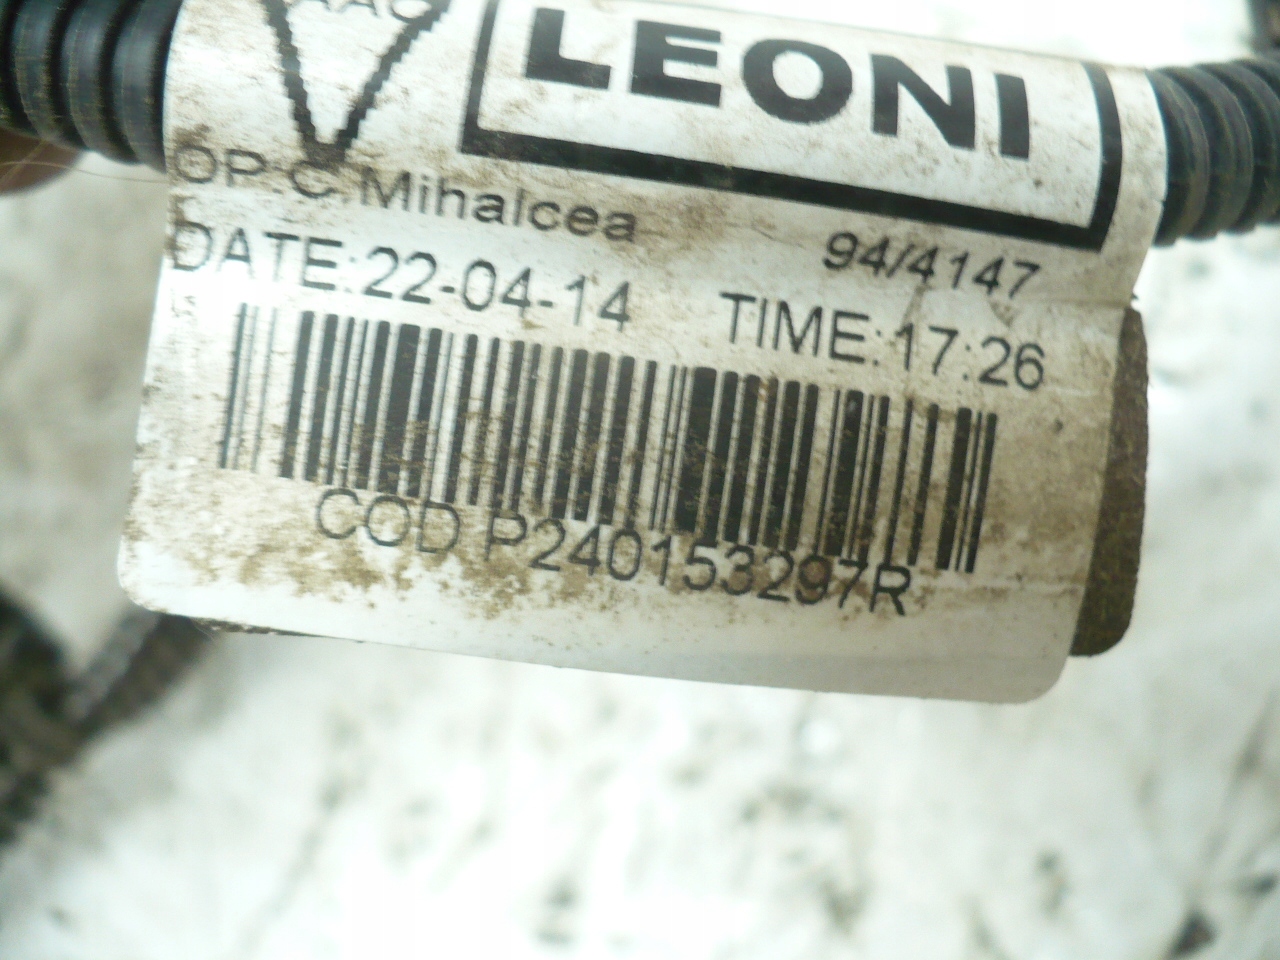 LEONI
OP:C.Mihalcea
94/4147
DATE:22-04-14 TIME:17:26
COD P240153297R